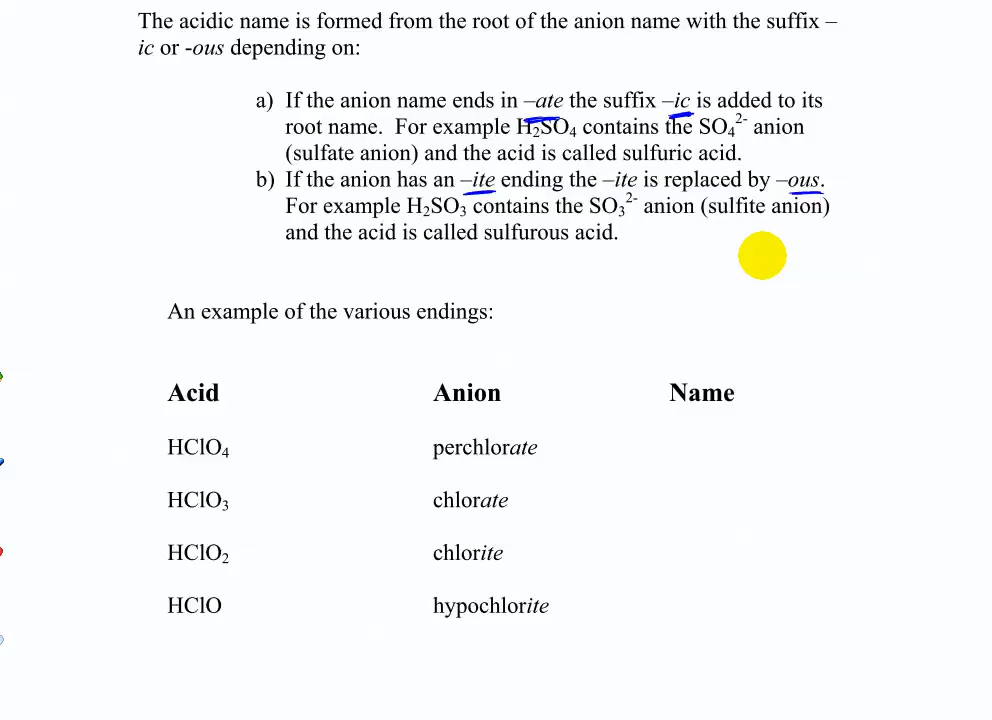 The acidic name is formed from the root of the anion name with the suffix –
ic or -ous depending on:
a) If the anion name ends in –ate the suffix –ic is added to its
root name. For example H₂SO₄ contains the SO₄²⁻ anion
(sulfate anion) and the acid is called sulfuric acid.
b) If the anion has an –ite ending the –ite is replaced by –ous.
For example H₂SO₃ contains the SO₃²⁻ anion (sulfite anion)
and the acid is called sulfurous acid.
An example of the various endings:
Acid Anion Name
HClO₄ perchlorate
HClO₃ chlorate
HClO₂ chlorite
HClO hypochlorite